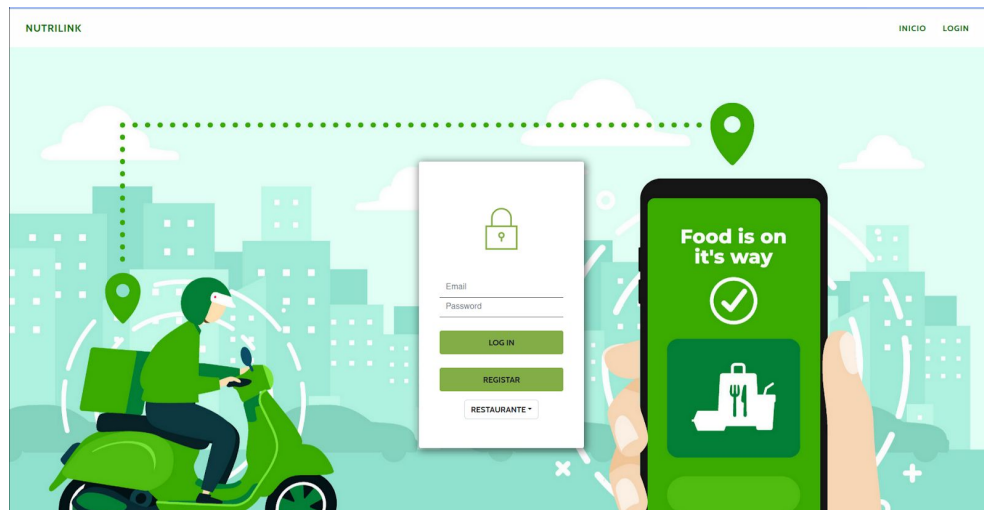 NUTRILINK
INICIO LOGIN
Food is on
it's way
Email
Password
LOG IN
REGISTAR
RESTAURANTE